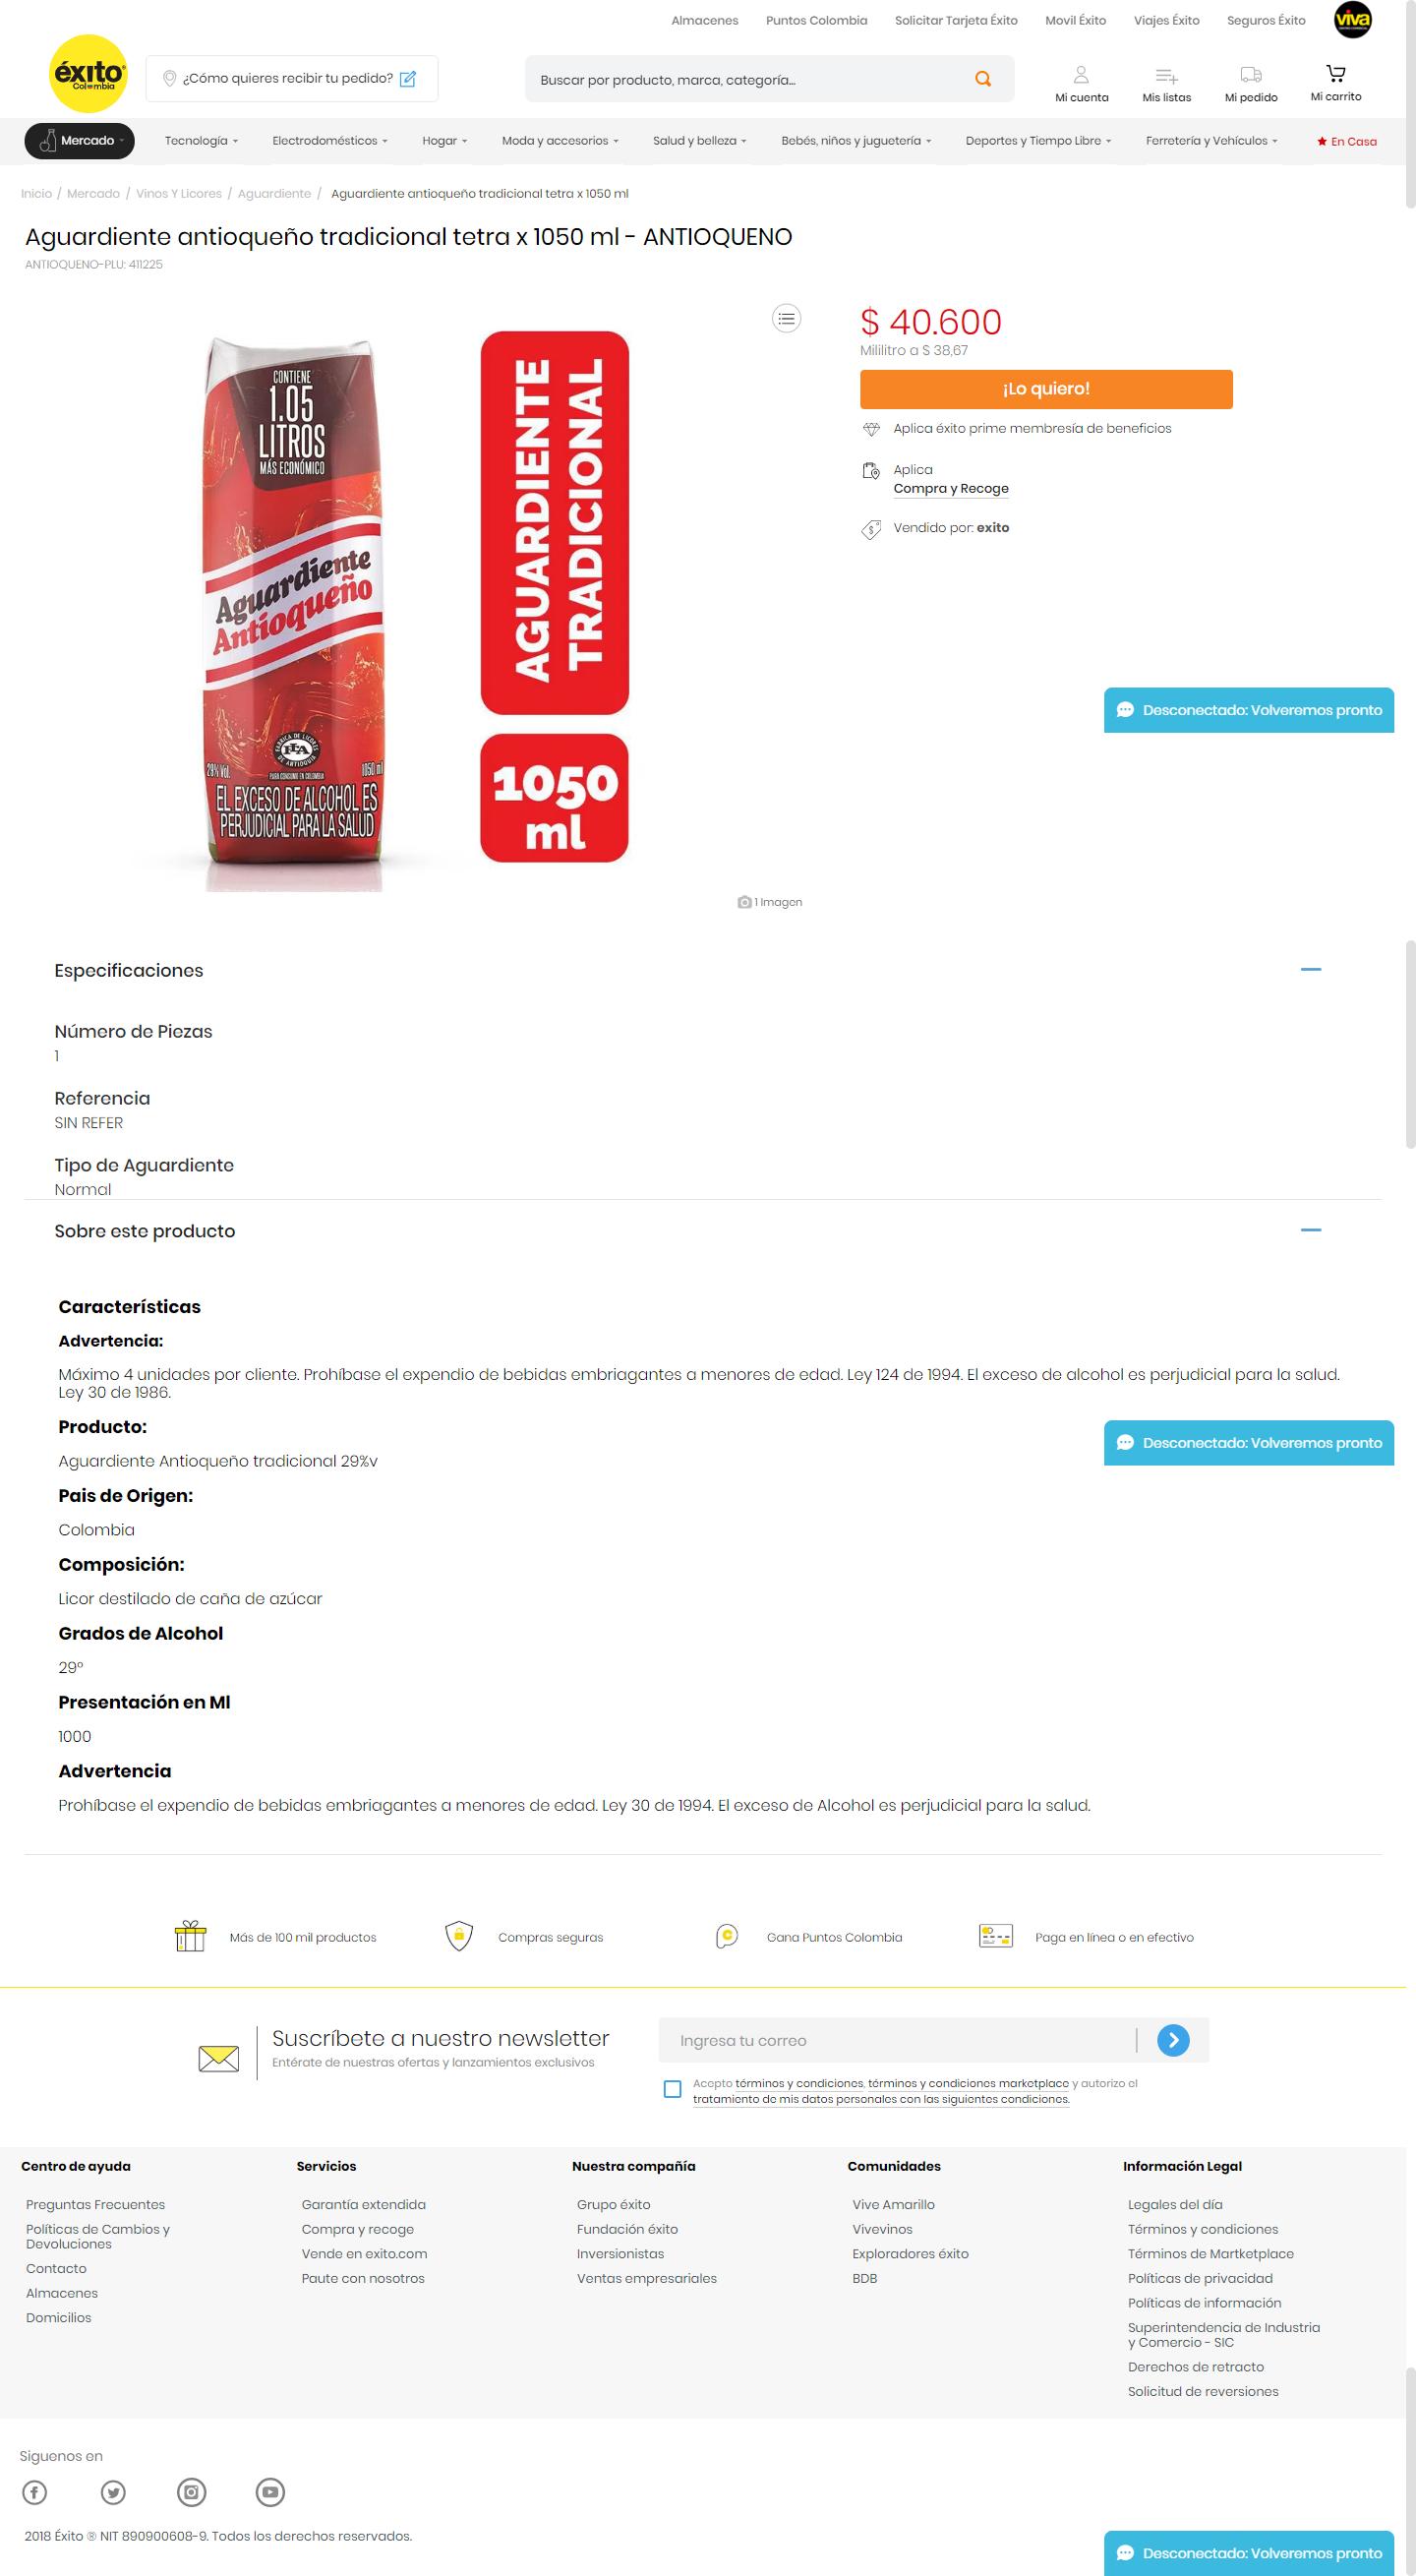 Almacenes Puntos Colombia Solicitar Tarjeta Éxito Movil Éxito Viajes Éxito Seguros Éxito viva
éxito
Colombia
¿Cómo quieres recibir tu pedido?
Buscar por producto, marca, categoría...
Mi cuenta Mis listas Mi pedido Mi carrito
Mercado Tecnología Electrodomésticos Hogar Moda y accesorios Salud y belleza Bebés, niños y juguetería Deportes y Tiempo Libre Ferretería y Vehículos En Casa
Inicio / Mercado / Vinos Y Licores / Aguardiente / Aguardiente antioqueño tradicional tetra x 1050 ml
Aguardiente antioqueño tradicional tetra x 1050 ml - ANTIOQUENO
ANTIOQUENO-PLU: 411225
CONTIENE
1.05
LITROS
MÁS ECONÓMICO
Aguardiente
Antioqueño
FÁBRICA DE LICORES
FLA
DE ANTIOQUIA
29% Vol.
PARA CONSUMO EN COLOMBIA
1050 ml
EL EXCESO DE ALCOHOL ES
PERJUDICIAL PARA LA SALUD
AGUARDIENTE
TRADICIONAL
1050
ml
1 Imagen
$ 40.600
Mililitro a $ 38,67
¡Lo quiero!
Aplica éxito prime membresía de beneficios
Aplica
Compra y Recoge
Vendido por: exito
Desconectado: Volveremos pronto
Especificaciones
Número de Piezas
1
Referencia
SIN REFER
Tipo de Aguardiente
Normal
Sobre este producto
Características
Advertencia:
Máximo 4 unidades por cliente. Prohíbase el expendio de bebidas embriagantes a menores de edad. Ley 124 de 1994. El exceso de alcohol es perjudicial para la salud.
Ley 30 de 1986.
Producto:
Desconectado: Volveremos pronto
Aguardiente Antioqueño tradicional 29%v
Pais de Origen:
Colombia
Composición:
Licor destilado de caña de azúcar
Grados de Alcohol
29°
Presentación en Ml
1000
Advertencia
Prohíbase el expendio de bebidas embriagantes a menores de edad. Ley 30 de 1994. El exceso de Alcohol es perjudicial para la salud.
Más de 100 mil productos Compras seguras Gana Puntos Colombia Paga en línea o en efectivo
Suscríbete a nuestro newsletter
Entérate de nuestras ofertas y lanzamientos exclusivos
Ingresa tu correo
Acepto términos y condiciones, términos y condiciones marketplace y autorizo el
tratamiento de mis datos personales con las siguientes condiciones.
Centro de ayuda
Preguntas Frecuentes
Políticas de Cambios y
Devoluciones
Contacto
Almacenes
Domicilios
Servicios
Garantía extendida
Compra y recoge
Vende en exito.com
Paute con nosotros
Nuestra compañía
Grupo éxito
Fundación éxito
Inversionistas
Ventas empresariales
Comunidades
Vive Amarillo
Vivevinos
Exploradores éxito
BDB
Información Legal
Legales del día
Términos y condiciones
Términos de Martketplace
Políticas de privacidad
Políticas de información
Superintendencia de Industria
y Comercio - SIC
Derechos de retracto
Solicitud de reversiones
Siguenos en
2018 Éxito ® NIT 890900608-9. Todos los derechos reservados.
Desconectado: Volveremos pronto